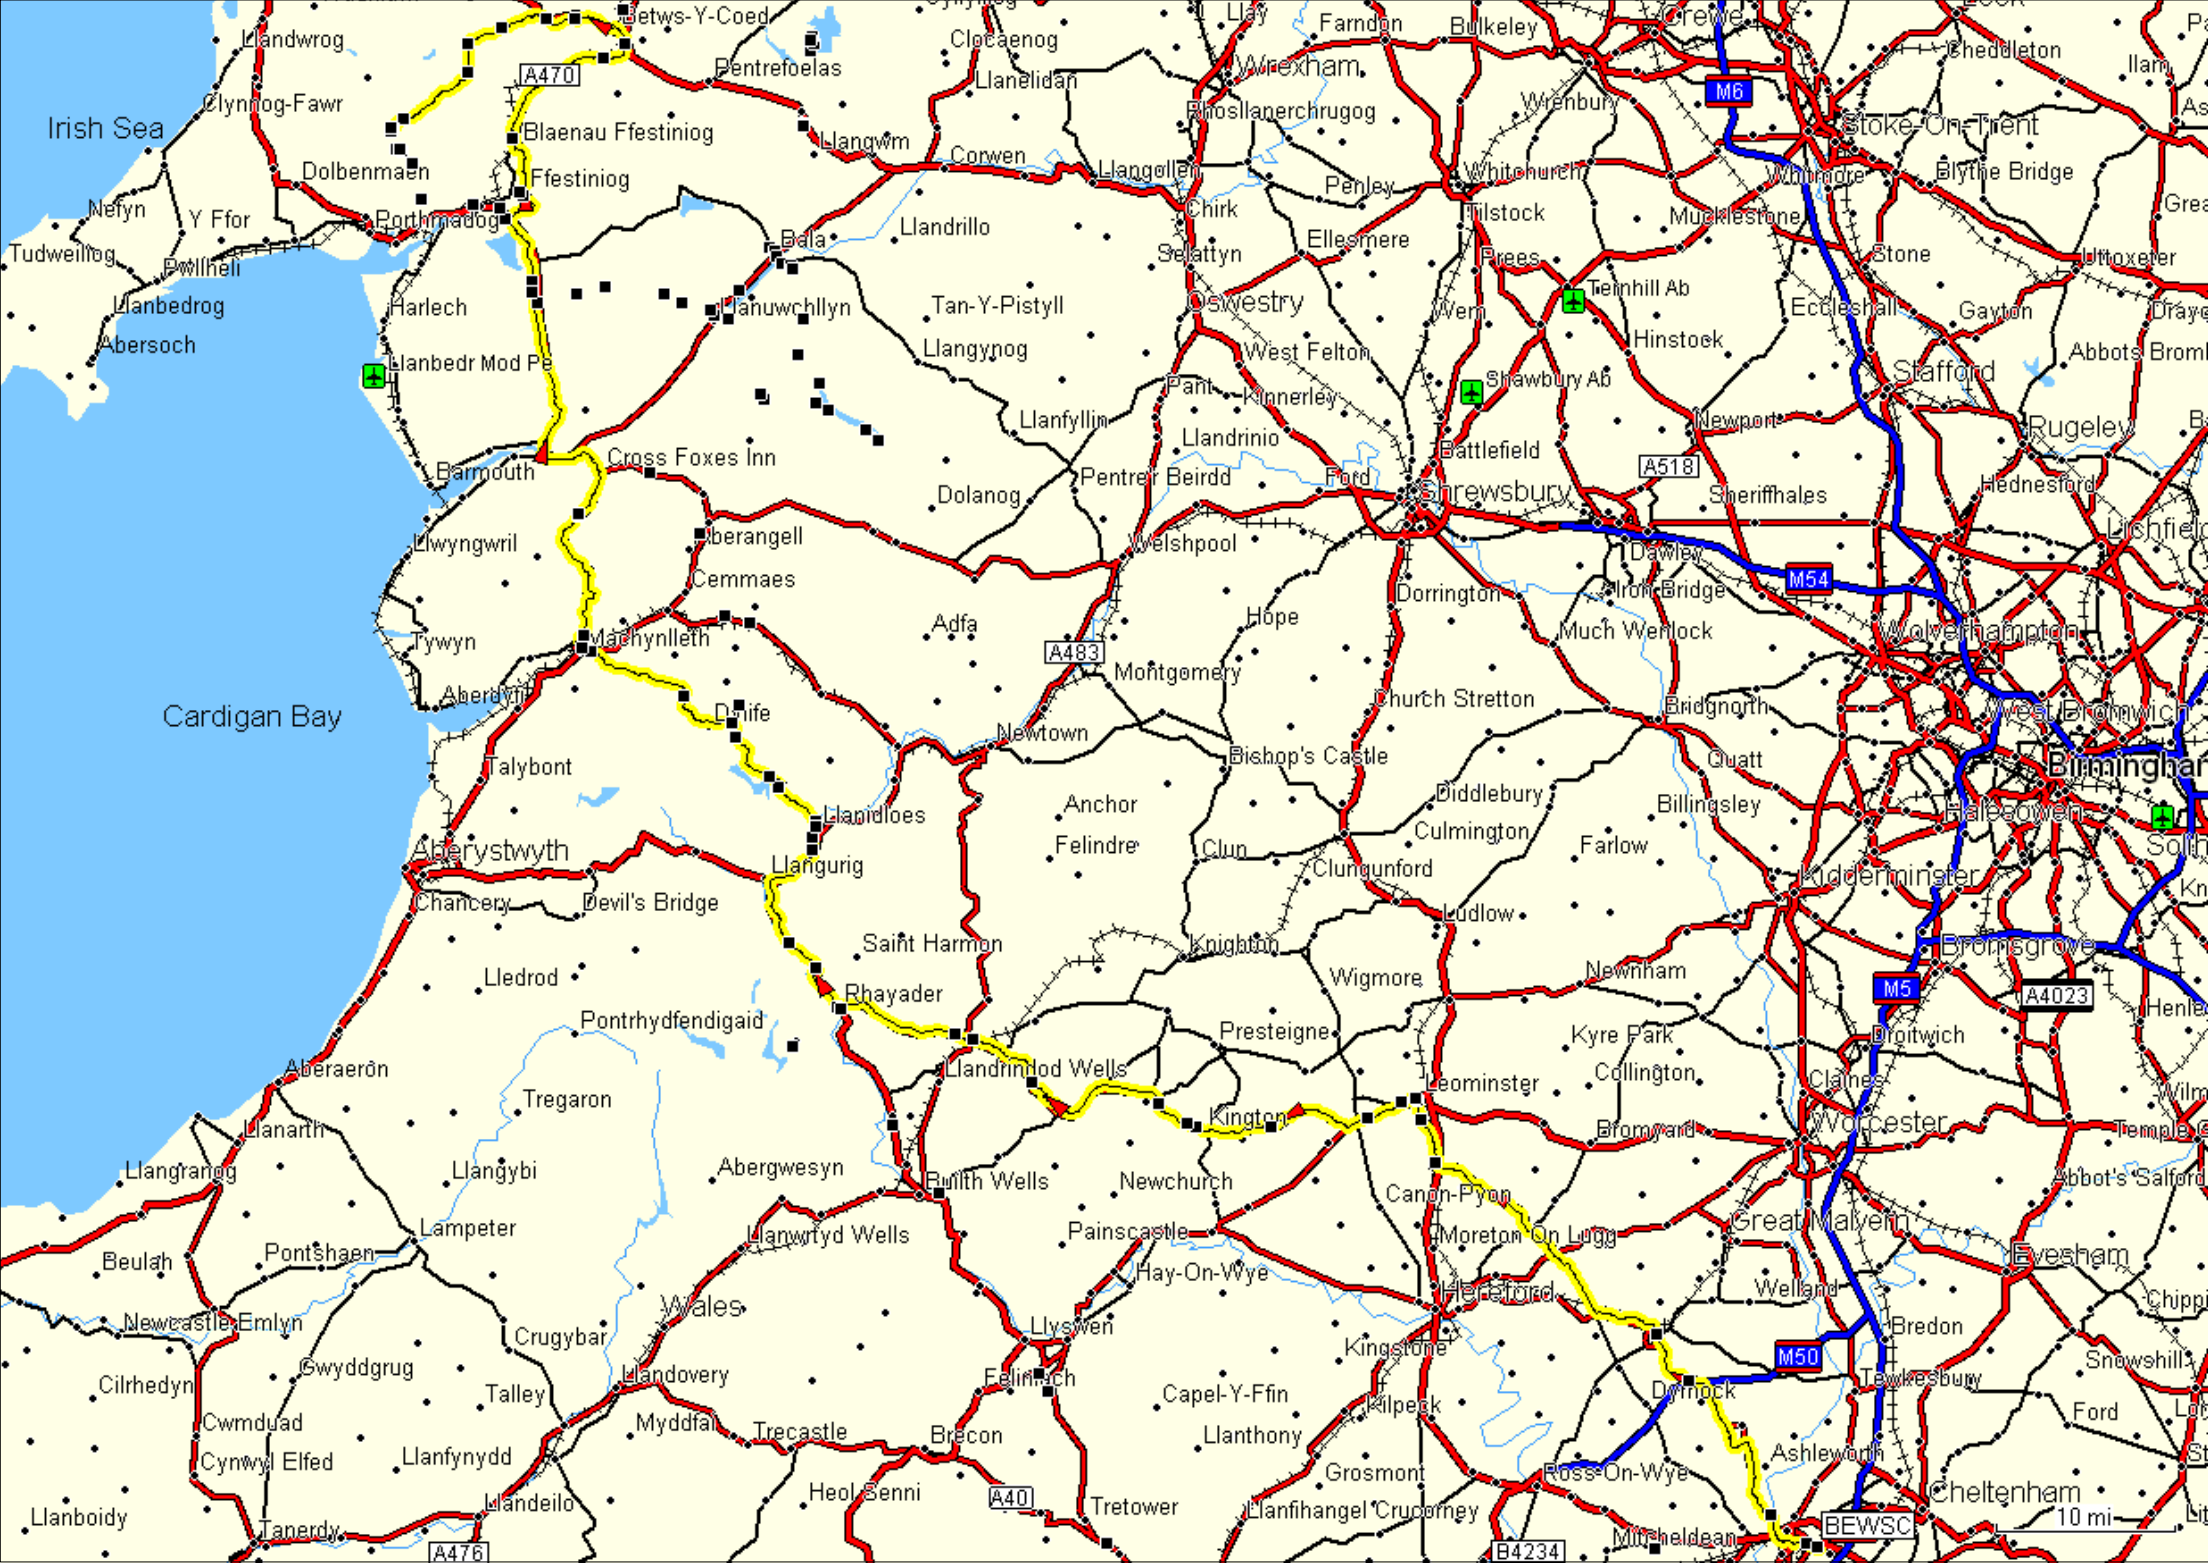 Betws-Y-Coed
Llay
Farndon
Bulkeley
Crewe
Llandwrog
Clocaenog
Cheddleton
A470
Pentrefoelas
Llanelidan
Wrexham
Ilam
M6
Clynnog-Fawr
Rhosllanerchrugog
Wrenbury
Irish Sea
Blaenau Ffestiniog
Llangwm
Stoke-On-Trent
Corwen
Dolbenmaen
Ffestiniog
Llangollen
Whitchurch
Whitmore
Blythe Bridge
Penley
Nefyn
Y Ffor
Porthmadog
Llandrillo
Chirk
Tilstock
Mucklestone
Tudweiliog
Pwllheli
Bala
Selattyn
Ellesmere
Prees
Stone
Uttoxeter
Llanbedrog
Harlech
Llanuwchllyn
Tan-Y-Pistyll
Oswestry
Wem
Ternhill Ab
Eccleshall
Gayton
Abersoch
Llanbedr Mod Pe
Llangynog
West Felton
Hinstock
Abbots Broml
Pant
Kinnerley
Shawbury Ab
Stafford
Llanfyllin
Llandrinio
Newport
Rugeley
Barmouth
Cross Foxes Inn
Dolanog
Pentre'r Beirdd
Ford
Battlefield
A518
Shrewsbury
Sheriffhales
Hednesford
Llwyngwril
Aberangell
Welshpool
Lichfield
Dawley
Cemmaes
M54
Dorrington
Iron Bridge
Tywyn
Machynlleth
Adfa
Hope
Much Wenlock
Wolverhampton
A483
Montgomery
Aberdyfi
Church Stretton
Bridgnorth
West Bromwich
Cardigan Bay
Dylife
Newtown
Bishop's Castle
Quatt
Talybont
Birmingham
Anchor
Diddlebury
Billingsley
Llanidloes
Culmington
Halesowen
Aberystwyth
Felindre
Clun
Farlow
Solih
Llangurig
Clungunford
Kidderminster
Chancery
Devil's Bridge
Ludlow
Kn
Saint Harmon
Knighton
Bromsgrove
Lledrod
Wigmore
Newnham
M5
A4023
Rhayader
Pontrhydfendigaid
Presteigne
Kyre Park
Droitwich
Aberaeron
Llandrindod Wells
Leominster
Collington
Claines
Tregaron
Kington
Bromyard
Worcester
Llanarth
Llangranog
Llangybi
Abergwesyn
Builth Wells
Newchurch
Canon-Pyon
Abbot's Salford
Lampeter
Llanwrtyd Wells
Painscastle
Moreton On Lugg
Great Malvern
Beulah
Pontshaen
Hay-On-Wye
Evesham
Hereford
Welland
Wales
Newcastle Emlyn
Crugybar
Llyswen
Kingstone
Bredon
M50
Gwyddgrug
Snowshill
Cilrhedyn
Talley
Llandovery
Felinfach
Capel-Y-Ffin
Kilpeck
Dymock
Tewkesbury
Cwmduad
Myddfai
Trecastle
Brecon
Llanthony
Ford
Cynwyl Elfed
Llanfynydd
Ashleworth
Grosmont
Ross-On-Wye
Llandeilo
Heol Senni
A40
Tretower
Llanfihangel Crucorney
Cheltenham
Llanboidy
BEWSC
10 mi
Tanerdy
Mitcheldean
A476
B4234